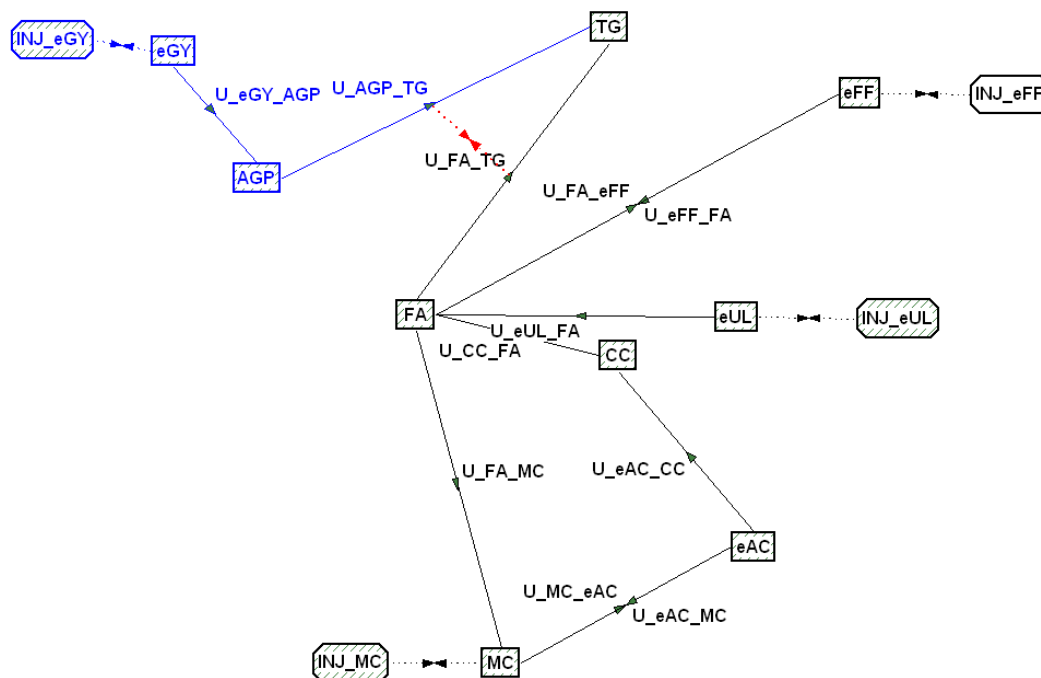 INJ_eGY
eGY
TG
U_eGY_AGP
U_AGP_TG
eFF
INJ_eFF
AGP
U_FA_TG
U_FA_eFF
U_eFF_FA
FA
eUL
INJ_eUL
U_eUL_FA
U_CC_FA
CC
U_FA_MC
U_eAC_CC
eAC
U_MC_eAC
U_eAC_MC
INJ_MC
MC